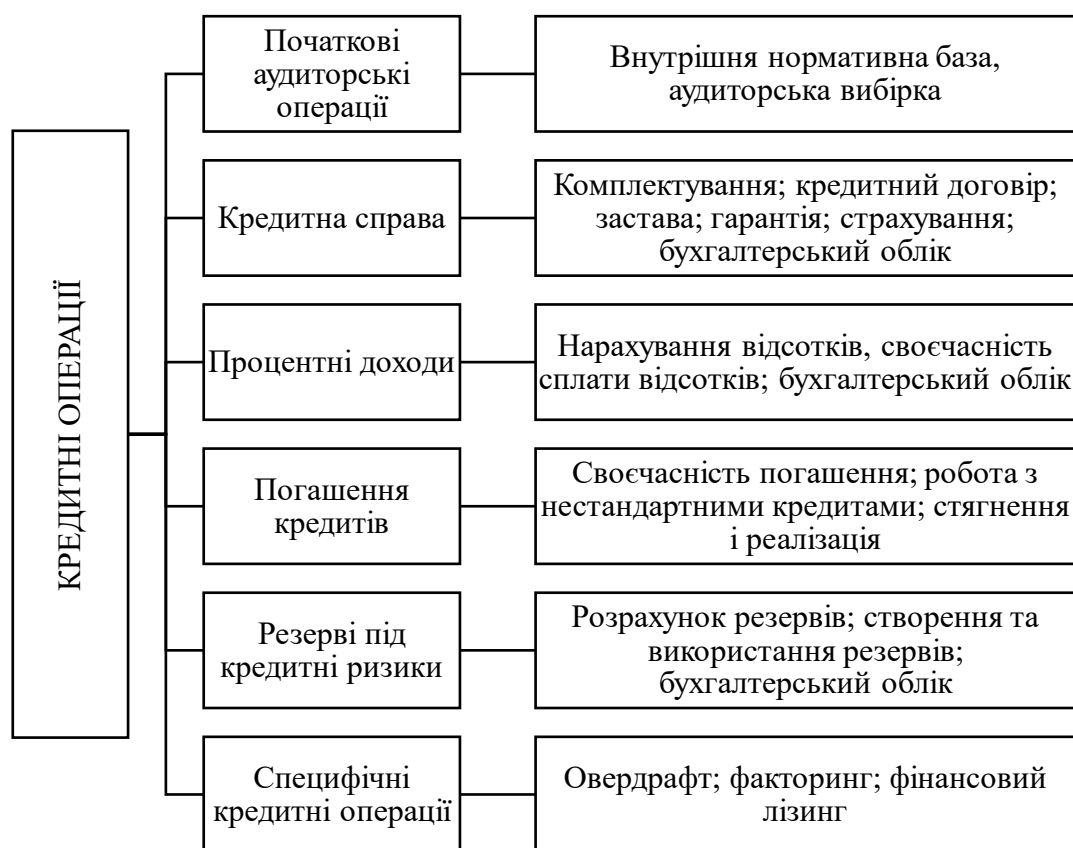 КРЕДИТНІ ОПЕРАЦІЇ
Початкові
аудиторські
операції
Внутрішня нормативна база,
аудиторська вибірка
Кредитна справа
Комплектування; кредитний договір;
застава; гарантія; страхування;
бухгалтерський облік
Процентні доходи
Нарахування відсотків, своєчасність
сплати відсотків; бухгалтерський облік
Погашення
кредитів
Своєчасність погашення; робота з
нестандартними кредитами; стягнення
і реалізація
Резерві під
кредитні ризики
Розрахунок резервів; створення та
використання резервів;
бухгалтерський облік
Специфічні
кредитні операції
Овердрафт; факторинг; фінансовий
лізинг